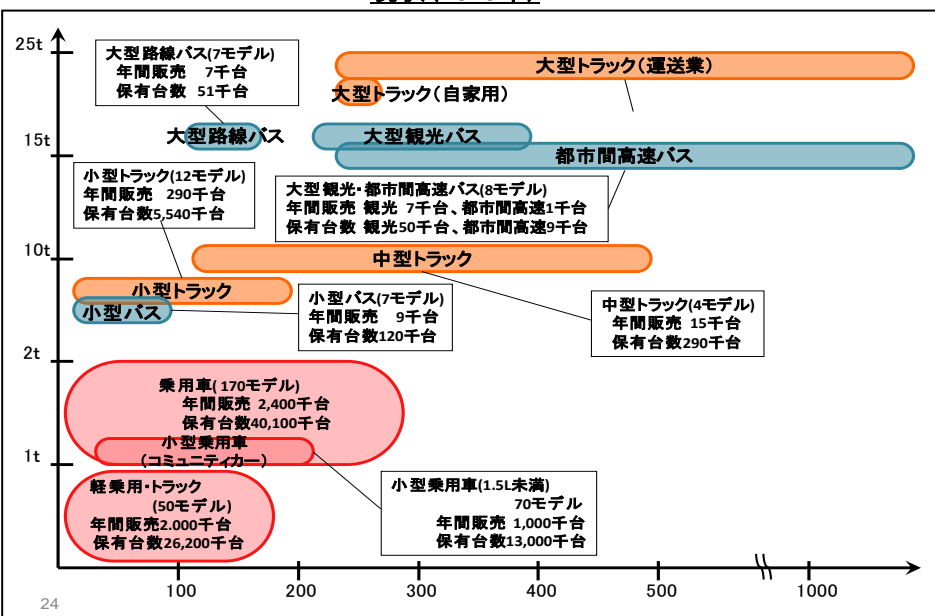 25t
大型路線バス(7モデル)
年間販売 7千台
保有台数 51千台
大型トラック(運送業)
大型トラック(自家用)
大型路線バス
大型観光バス
15t
都市間高速バス
小型トラック(12モデル)
年間販売 290千台
保有台数5,540千台
大型観光・都市間高速バス(8モデル)
年間販売 観光 7千台、都市間高速1千台
保有台数 観光50千台、都市間高速9千台
10t
中型トラック
小型トラック
小型バス
小型バス(7モデル)
年間販売 9千台
保有台数120千台
中型トラック(4モデル)
年間販売 15千台
保有台数290千台
2t
乗用車(170モデル)
年間販売 2,400千台
保有台数40,100千台
小型乗用車
(コミュニティカー)
1t
軽乗用・トラック
(50モデル)
年間販売2.000千台
保有台数26,200千台
小型乗用車(1.5L未満)
70モデル
年間販売 1,000千台
保有台数13,000千台
100 200 300 400 500 1000
24